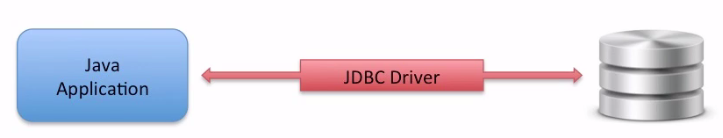 Java
Application
JDBC Driver